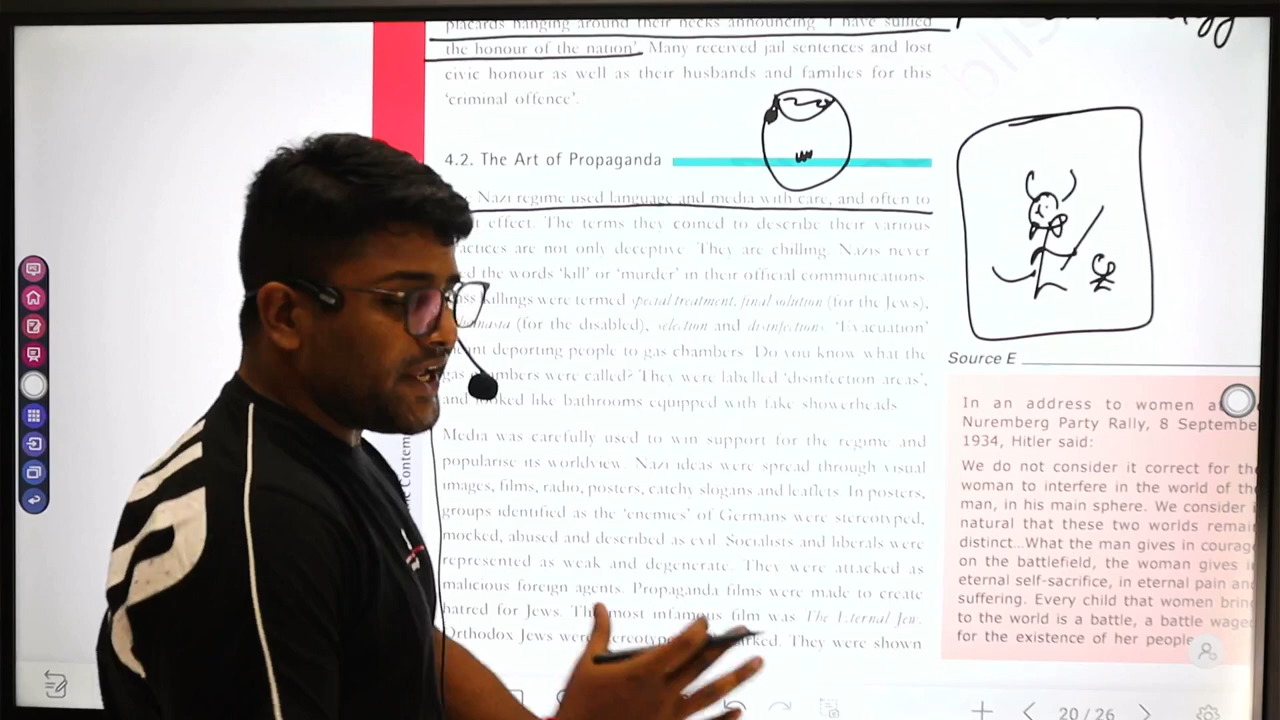 placards hanging around their necks announcing 'I have sullied
the honour of the nation'. Many received jail sentences and lost
civic honour as well as their husbands and families for this
'criminal offence'.
4.2. The Art of Propaganda
Nazi regime used language and media with care, and often to
effect. The terms they coined to describe their various
are not only deceptive. They are chilling. Nazis never
the words 'kill' or 'murder' in their official communications.
killings were termed special treatment, final solution (for the Jews),
(for the disabled), selection and disinfections. 'Evacuation'
deporting people to gas chambers. Do you know what the
gas were called? They were labelled 'disinfection areas',
and looked like bathrooms equipped with fake showerheads.
Media was carefully used to win support for the regime and
popularise its worldview. Nazi ideas were spread through visual
images, films, radio, posters, catchy slogans and leaflets. In posters,
groups identified as the 'enemies' of Germans were stereotyped,
mocked, abused and described as evil. Socialists and liberals were
represented as weak and degenerate. They were attacked as
malicious foreign agents. Propaganda films were made to create
hatred for Jews. The most infamous film was The Eternal Jew.
Orthodox Jews were They were shown
Source E
In an address to women
Nuremberg Party Rally, 8 Septembe
1934, Hitler said:
We do not consider it correct for the
woman to interfere in the world of the
man, in his main sphere. We consider
natural that these two worlds remai
distinct...What the man gives in courag
on the battlefield, the woman gives i
eternal self-sacrifice, in eternal pain and
suffering. Every child that women brin
to the world is a battle, a battle wage
for the existence of her people
20 / 26